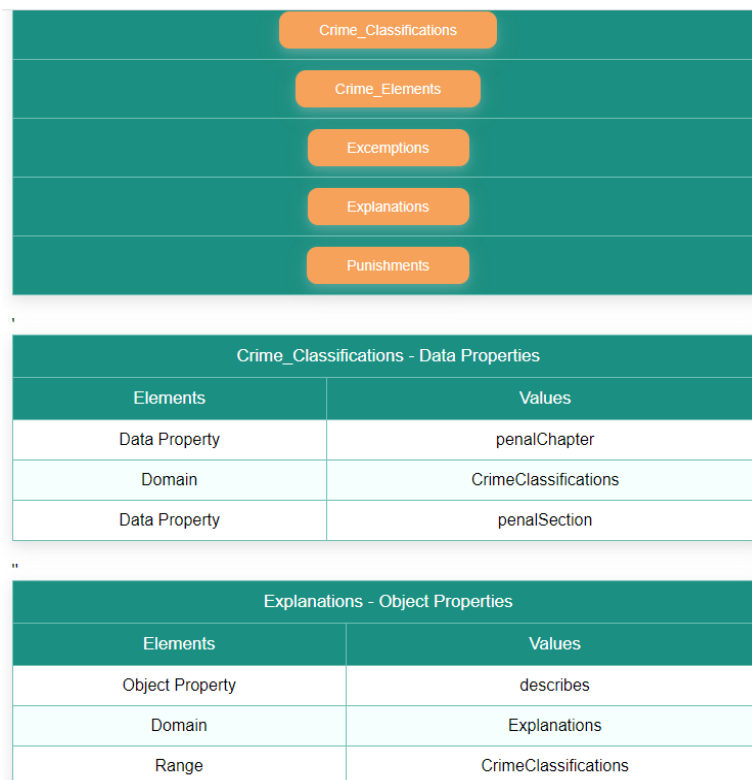 Crime_Classifications
Crime_Elements
Excemptions
Explanations
Punishments
'
Crime_Classifications - Data Properties
Elements Values
Data Property penalChapter
Domain CrimeClassifications
Data Property penalSection
"
Explanations - Object Properties
Elements Values
Object Property describes
Domain Explanations
Range CrimeClassifications